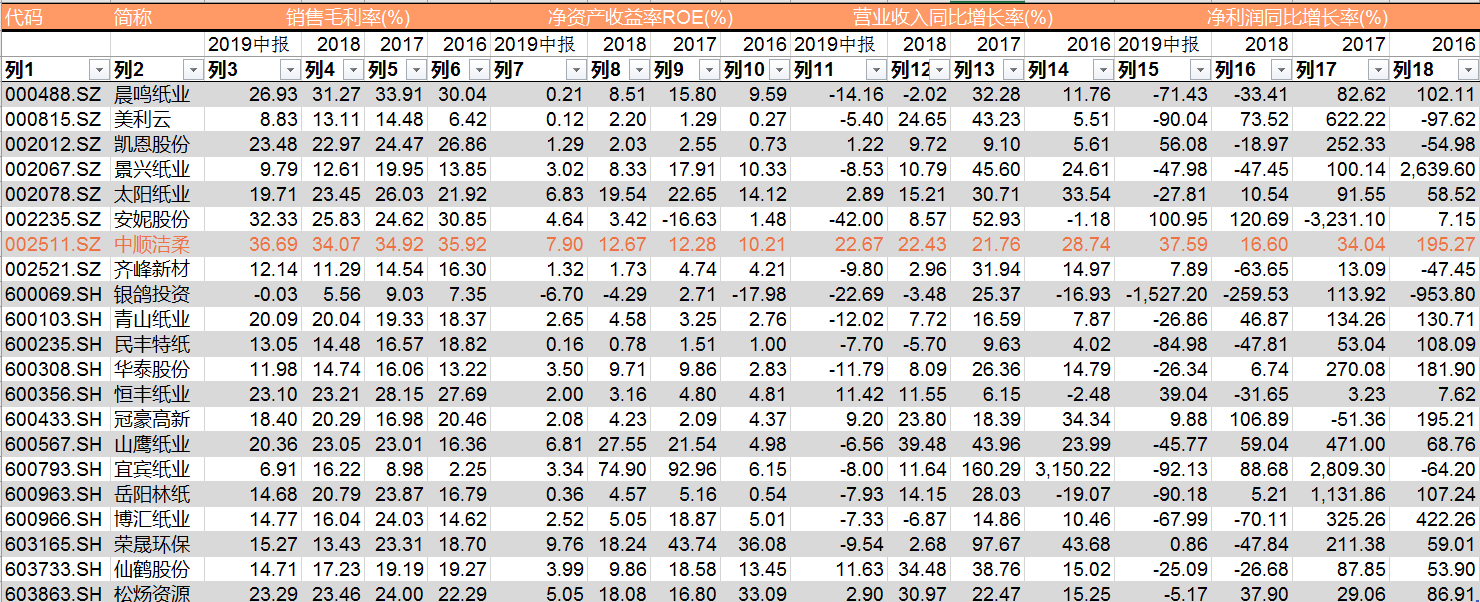 代码 简称 销售毛利率(%) 净资产收益率ROE(%) 营业收入同比增长率(%) 净利润同比增长率(%)
2019中报 2018 2017 2016 2019中报 2018 2017 2016 2019中报 2018 2017 2016 2019中报 2018 2017 2016
列1 列2 列3 列4 列5 列6 列7 列8 列9 列10 列11 列12 列13 列14 列15 列16 列17 列18
000488.SZ 晨鸣纸业 26.93 31.27 33.91 30.04 0.21 8.51 15.80 9.59 -14.16 -2.02 32.28 11.76 -71.43 -33.41 82.62 102.11
000815.SZ 美利云 8.83 13.11 14.48 6.42 0.12 2.20 1.29 0.27 -5.40 24.65 43.23 5.51 -90.04 73.52 622.22 -97.62
002012.SZ 凯恩股份 23.48 22.97 24.47 26.86 1.29 2.03 2.55 0.73 1.22 9.72 9.10 5.61 56.08 -18.97 252.33 -54.98
002067.SZ 景兴纸业 9.79 12.61 19.95 13.85 3.02 8.33 17.91 10.33 -8.53 10.79 45.60 24.61 -47.98 -47.45 100.14 2,639.60
002078.SZ 太阳纸业 19.71 23.45 26.03 21.92 6.83 19.54 22.65 14.12 2.89 15.21 30.71 33.54 -27.81 10.54 91.55 58.52
002235.SZ 安妮股份 32.33 25.83 24.62 30.85 4.64 3.42 -16.63 1.48 -42.00 8.57 52.93 -1.18 100.95 120.69 -3,231.10 7.15
002511.SZ 中顺洁柔 36.69 34.07 34.92 35.92 7.90 12.67 12.28 10.21 22.67 22.43 21.76 28.74 37.59 16.60 34.04 195.27
002521.SZ 齐峰新材 12.14 11.29 14.54 16.30 1.32 1.73 4.74 4.21 -9.80 2.96 31.94 14.97 7.89 -63.65 13.09 -47.45
600069.SH 银鸽投资 -0.03 5.56 9.03 7.35 -6.70 -4.29 2.71 -17.98 -22.69 -3.48 25.37 -16.93 -1,527.20 -259.53 113.92 -953.80
600103.SH 青山纸业 20.09 20.04 19.33 18.37 2.65 4.58 3.25 2.76 -12.02 7.72 16.59 7.87 -26.86 46.87 134.26 130.71
600235.SH 民丰特纸 13.05 14.48 16.57 18.82 0.16 0.78 1.51 1.00 -7.70 -5.70 9.63 4.02 -84.98 -47.81 53.04 108.09
600308.SH 华泰股份 11.98 14.74 16.06 13.22 3.50 9.71 9.86 2.83 -11.79 8.09 26.36 14.79 -26.34 6.74 270.08 181.90
600356.SH 恒丰纸业 23.10 23.21 28.15 27.69 2.00 3.16 4.80 4.81 11.42 11.55 6.15 -2.48 39.04 -31.65 3.23 7.62
600433.SH 冠豪高新 18.40 20.29 16.98 20.46 2.08 4.23 2.09 4.37 9.20 23.80 18.39 34.34 9.88 106.89 -51.36 195.21
600567.SH 山鹰纸业 20.36 23.05 23.01 16.36 6.81 27.55 21.54 4.98 -6.56 39.48 43.96 23.99 -45.77 59.04 471.00 68.76
600793.SH 宜宾纸业 6.91 16.22 8.98 2.25 3.34 74.90 92.96 6.15 -8.00 11.64 160.29 3,150.22 -92.13 88.68 2,809.30 -64.20
600963.SH 岳阳林纸 14.68 20.79 23.87 16.79 0.36 4.57 5.16 0.54 -7.93 14.15 28.03 -19.07 -90.18 5.21 1,131.86 107.24
600966.SH 博汇纸业 14.77 16.04 24.03 14.62 2.52 5.05 18.87 5.01 -7.33 -6.87 14.86 10.46 -67.99 -70.11 325.26 422.26
603165.SH 荣晟环保 15.27 13.43 23.31 18.70 9.76 18.24 43.74 36.08 -9.54 2.68 97.67 43.68 0.86 -47.84 211.38 59.01
603733.SH 仙鹤股份 14.71 17.23 19.19 19.27 3.99 9.86 18.58 13.45 11.63 34.48 38.76 15.02 -25.09 -26.68 87.85 53.90
603863.SH 松炀资源 23.29 23.46 24.00 22.29 5.05 18.08 16.80 33.09 2.90 30.97 22.47 15.25 -5.17 37.90 29.06 86.91